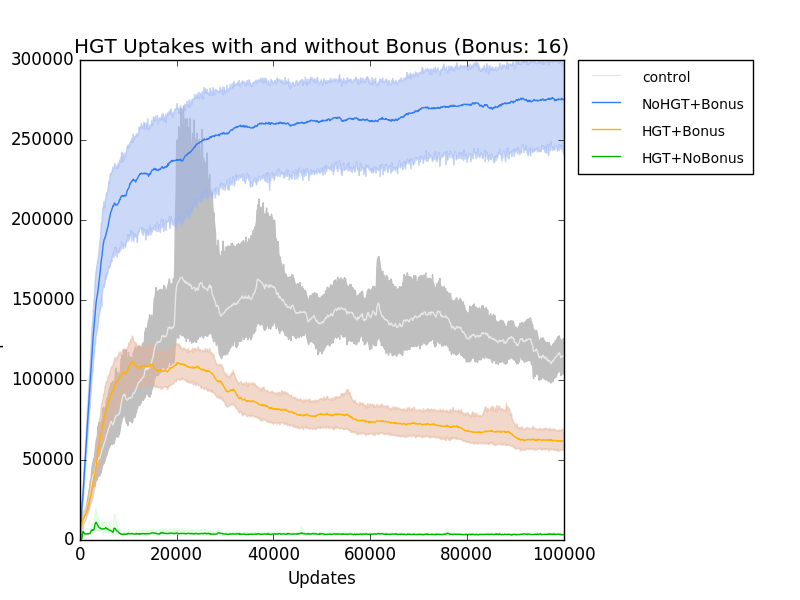 HGT Uptakes with and without Bonus (Bonus: 16)
300000
250000
200000
150000
100000
50000
0
0 20000 40000 60000 80000 100000
Updates
control
NoHGT+Bonus
HGT+Bonus
HGT+NoBonus